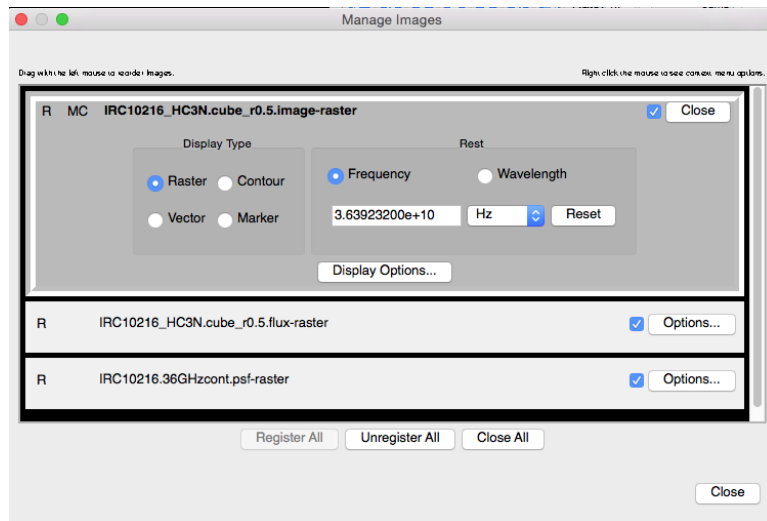 Manage Images
Drag with the left mouse to reorder images.
Right click the mouse to see context menu options.
R MC IRC10216_HC3N.cube_r0.5.image-raster Close
Display Type Rest
Raster Contour Frequency Wavelength
Vector Marker 3.63923200e+10 Hz Reset
Display Options...
R IRC10216_HC3N.cube_r0.5.flux-raster Options...
R IRC10216.36GHzcont.psf-raster Options...
Register All Unregister All Close All
Close